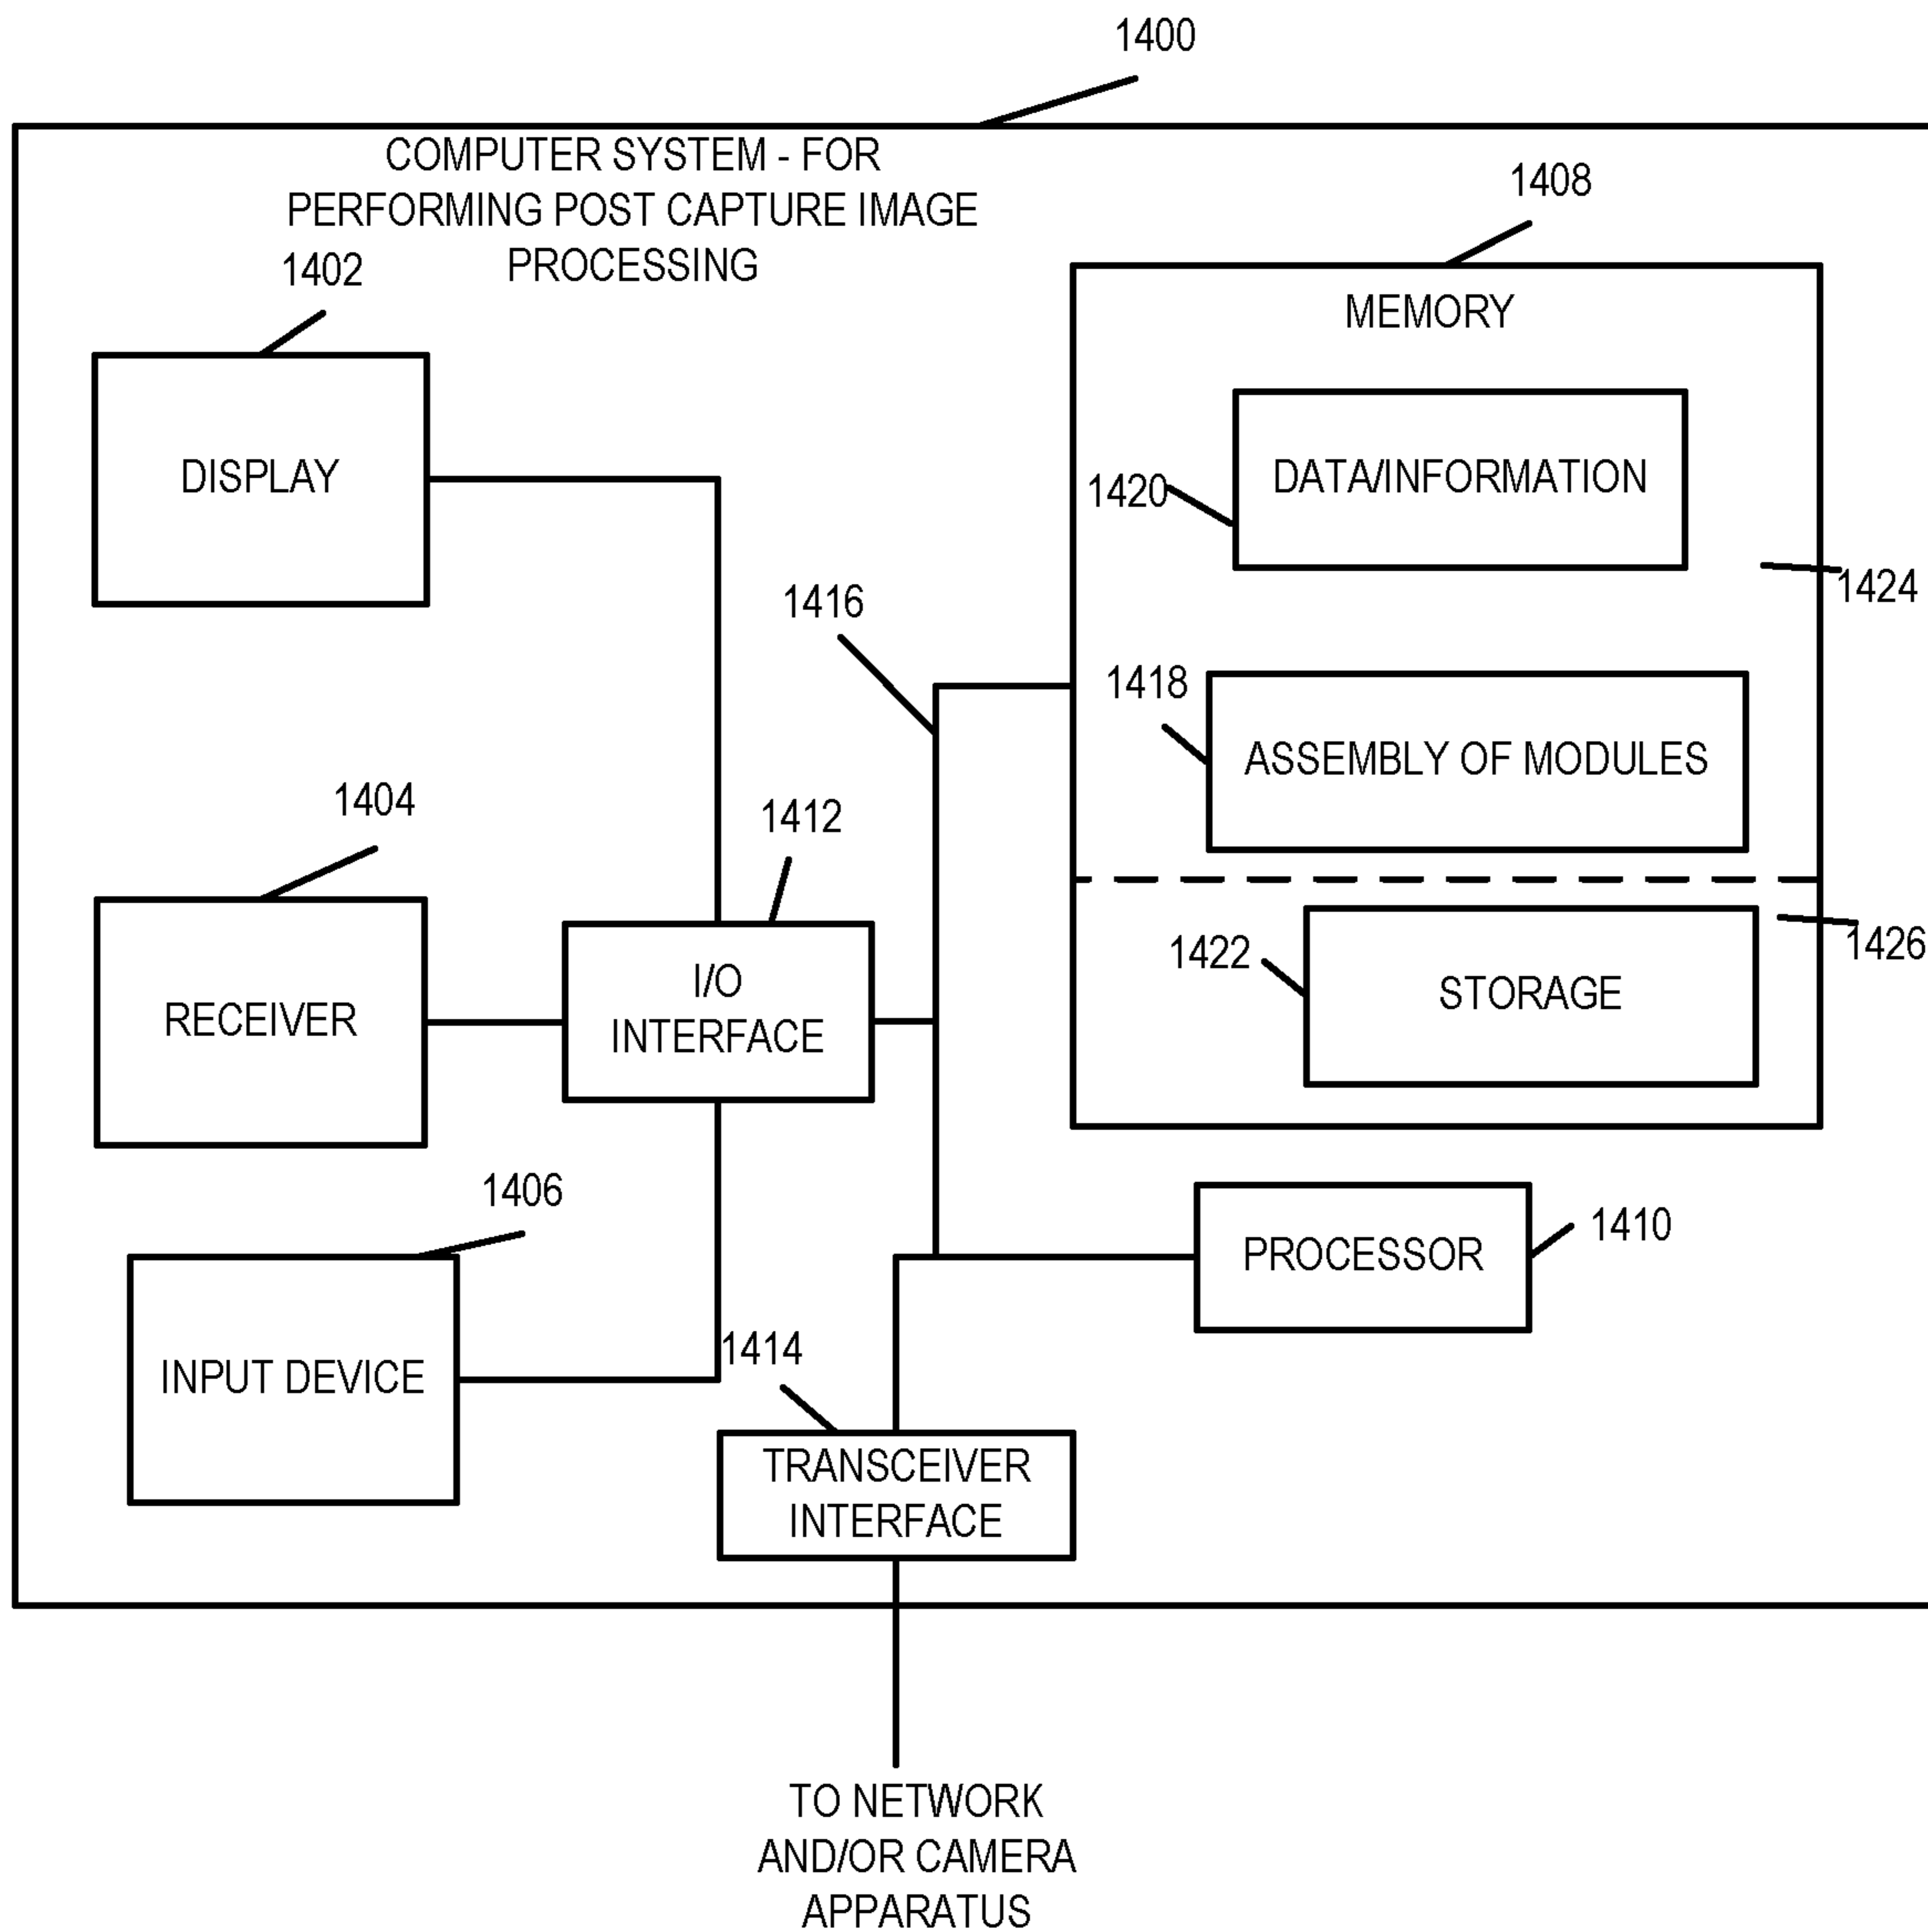 1400
COMPUTER SYSTEM - FOR
PERFORMING POST CAPTURE IMAGE
PROCESSING
1402
DISPLAY
1408
MEMORY
1420
DATA/INFORMATION
1424
1416
1418
ASSEMBLY OF MODULES
1404
RECEIVER
1412
I/O
INTERFACE
1422
STORAGE
1426
1406
INPUT DEVICE
PROCESSOR
1410
1414
TRANSCEIVER
INTERFACE
TO NETWORK
AND/OR CAMERA
APPARATUS